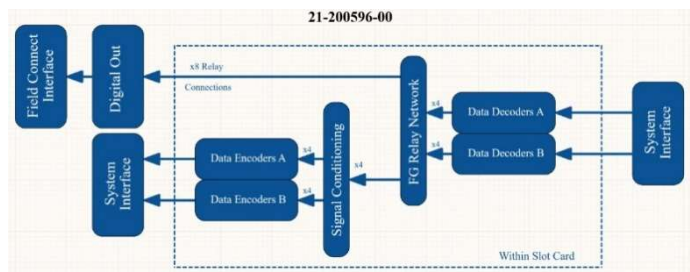 21-200596-00
Field Connect
Interface
Digital Out
x8 Relay
Connections
System
Interface
Data Encoders A
Data Encoders B
x4
x4
Signal Conditioning
x4
FG Relay Network
x4
x4
Data Decoders A
Data Decoders B
System
Interface
Within Slot Card